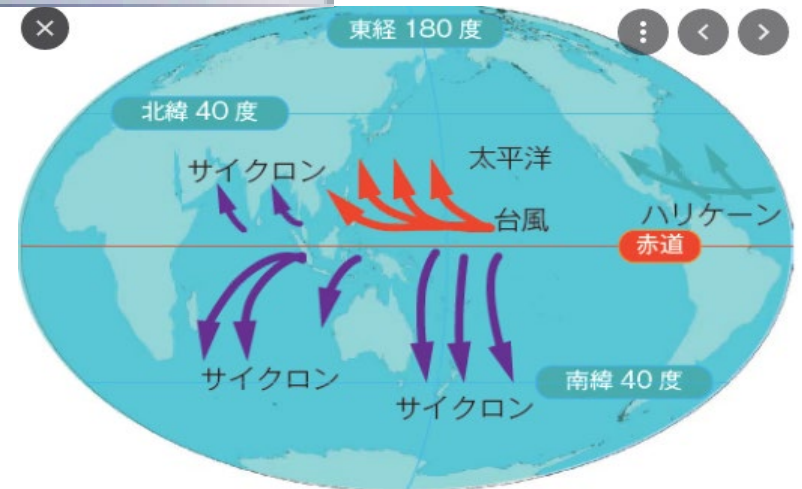 東経 180 度
北緯 40 度
サイクロン
太平洋
台風
ハリケーン
赤道
サイクロン
南緯 40 度
サイクロン